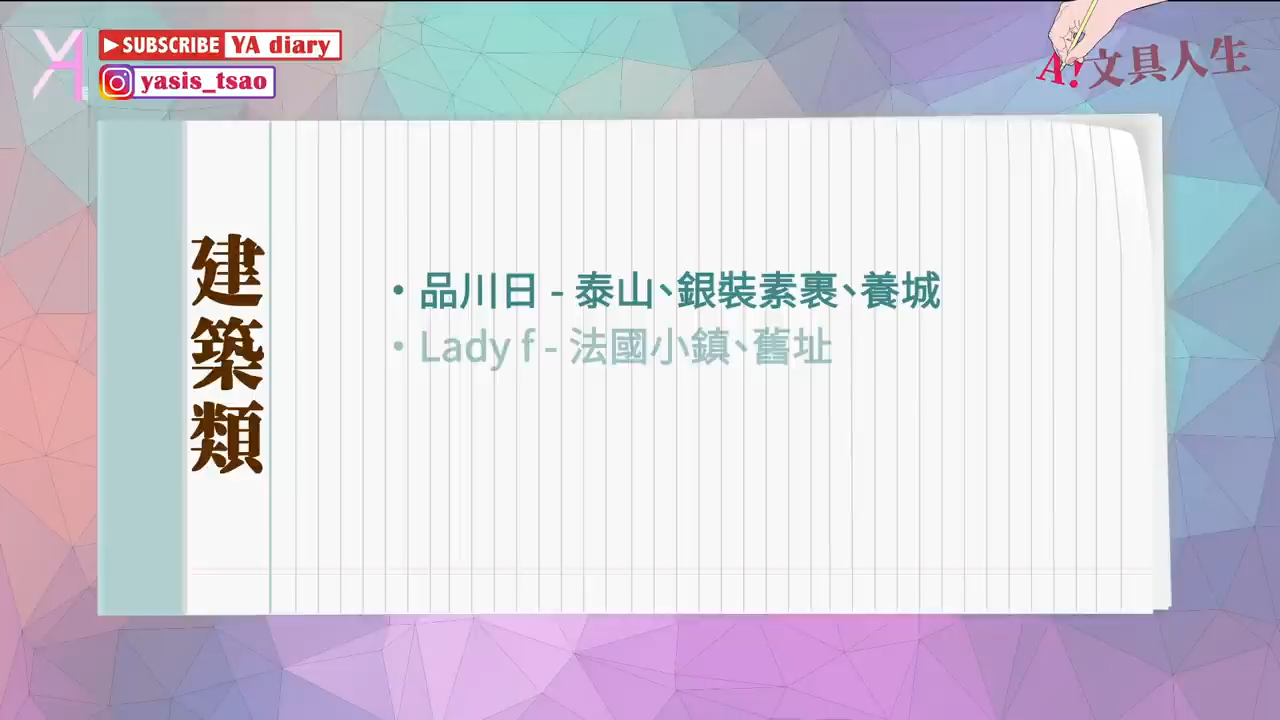 SUBSCRIBE YA diary
yasis_tsao
A!文具人生
建築類
・品川日 - 泰山、銀裝素裹、養城
・Lady f - 法國小鎮、舊址